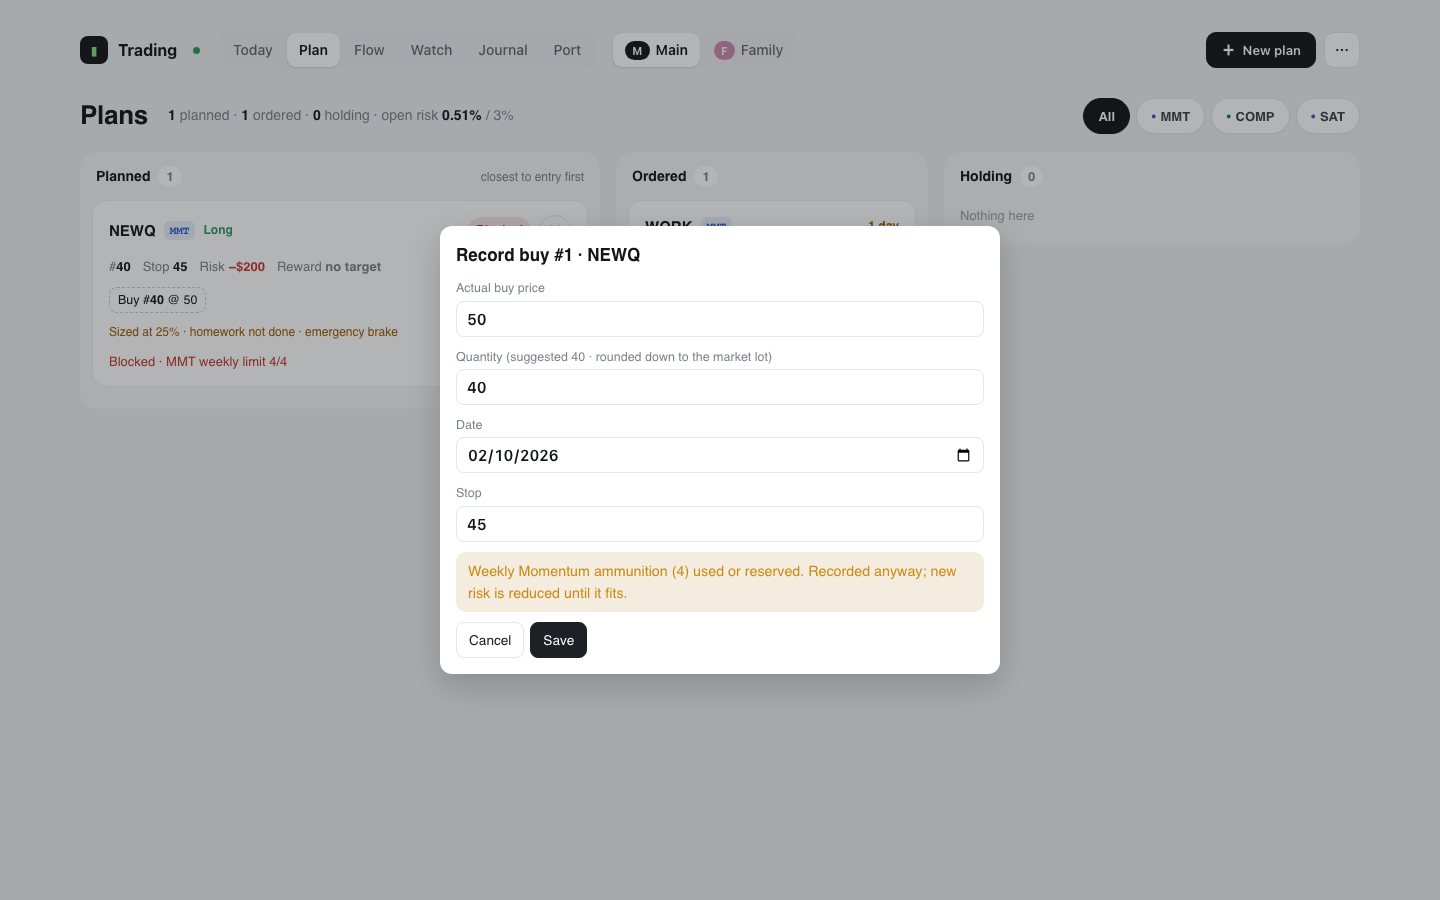 Trading Today Plan Flow Watch Journal Port M Main F Family + New plan ...
Plans 1 planned · 1 ordered · 0 holding · open risk 0.51% / 3% All • MMT • COMP • SAT
Planned 1 closest to entry first
Ordered 1
Holding 0
NEWQ MMT Long
#40 Stop 45 Risk –$200 Reward no target
Buy #40 @ 50
Sized at 25% · homework not done · emergency brake
Blocked · MMT weekly limit 4/4
WORK MMT 1 day
Nothing here
Record buy #1 · NEWQ
Actual buy price
50
Quantity (suggested 40 · rounded down to the market lot)
40
Date
02/10/2026
Stop
45
Weekly Momentum ammunition (4) used or reserved. Recorded anyway; new
risk is reduced until it fits.
Cancel Save